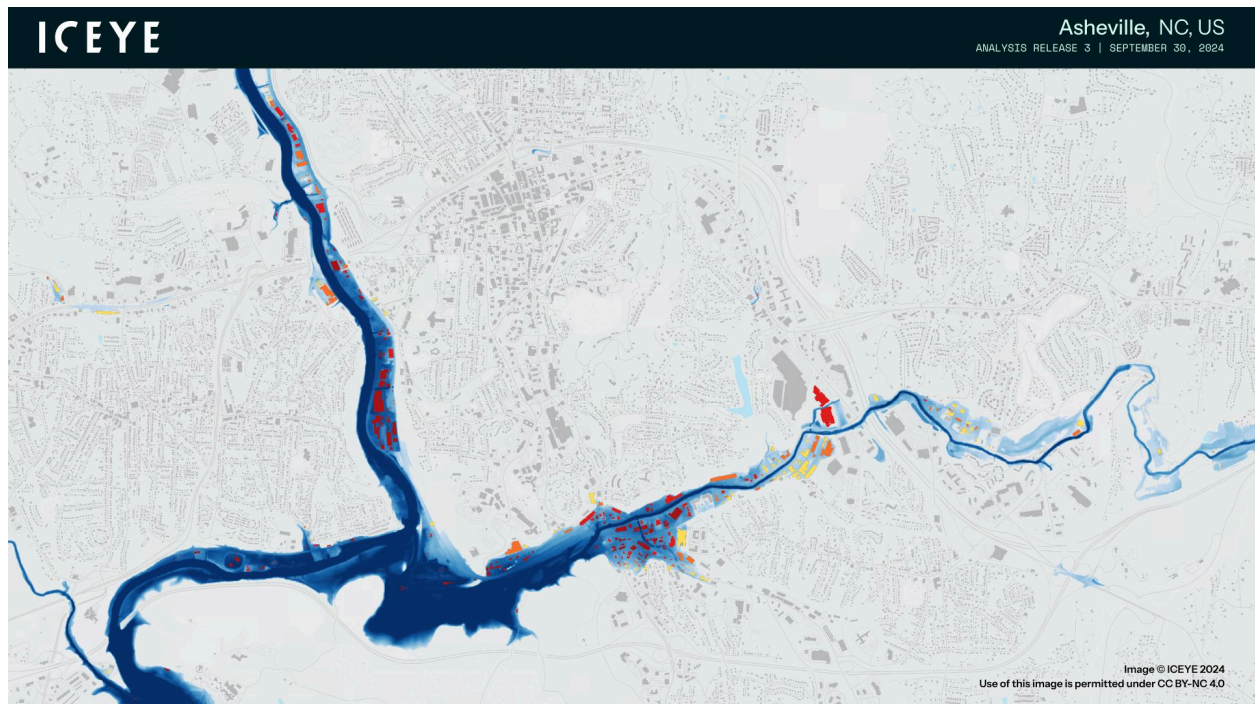 ICEYE
Asheville, NC, US
ANALYSIS RELEASE 3 | SEPTEMBER 30, 2024
Image © ICEYE 2024
Use of this image is permitted under CC BY-NC 4.0